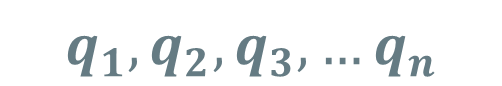 q₁, q₂, q₃, ... qₙ